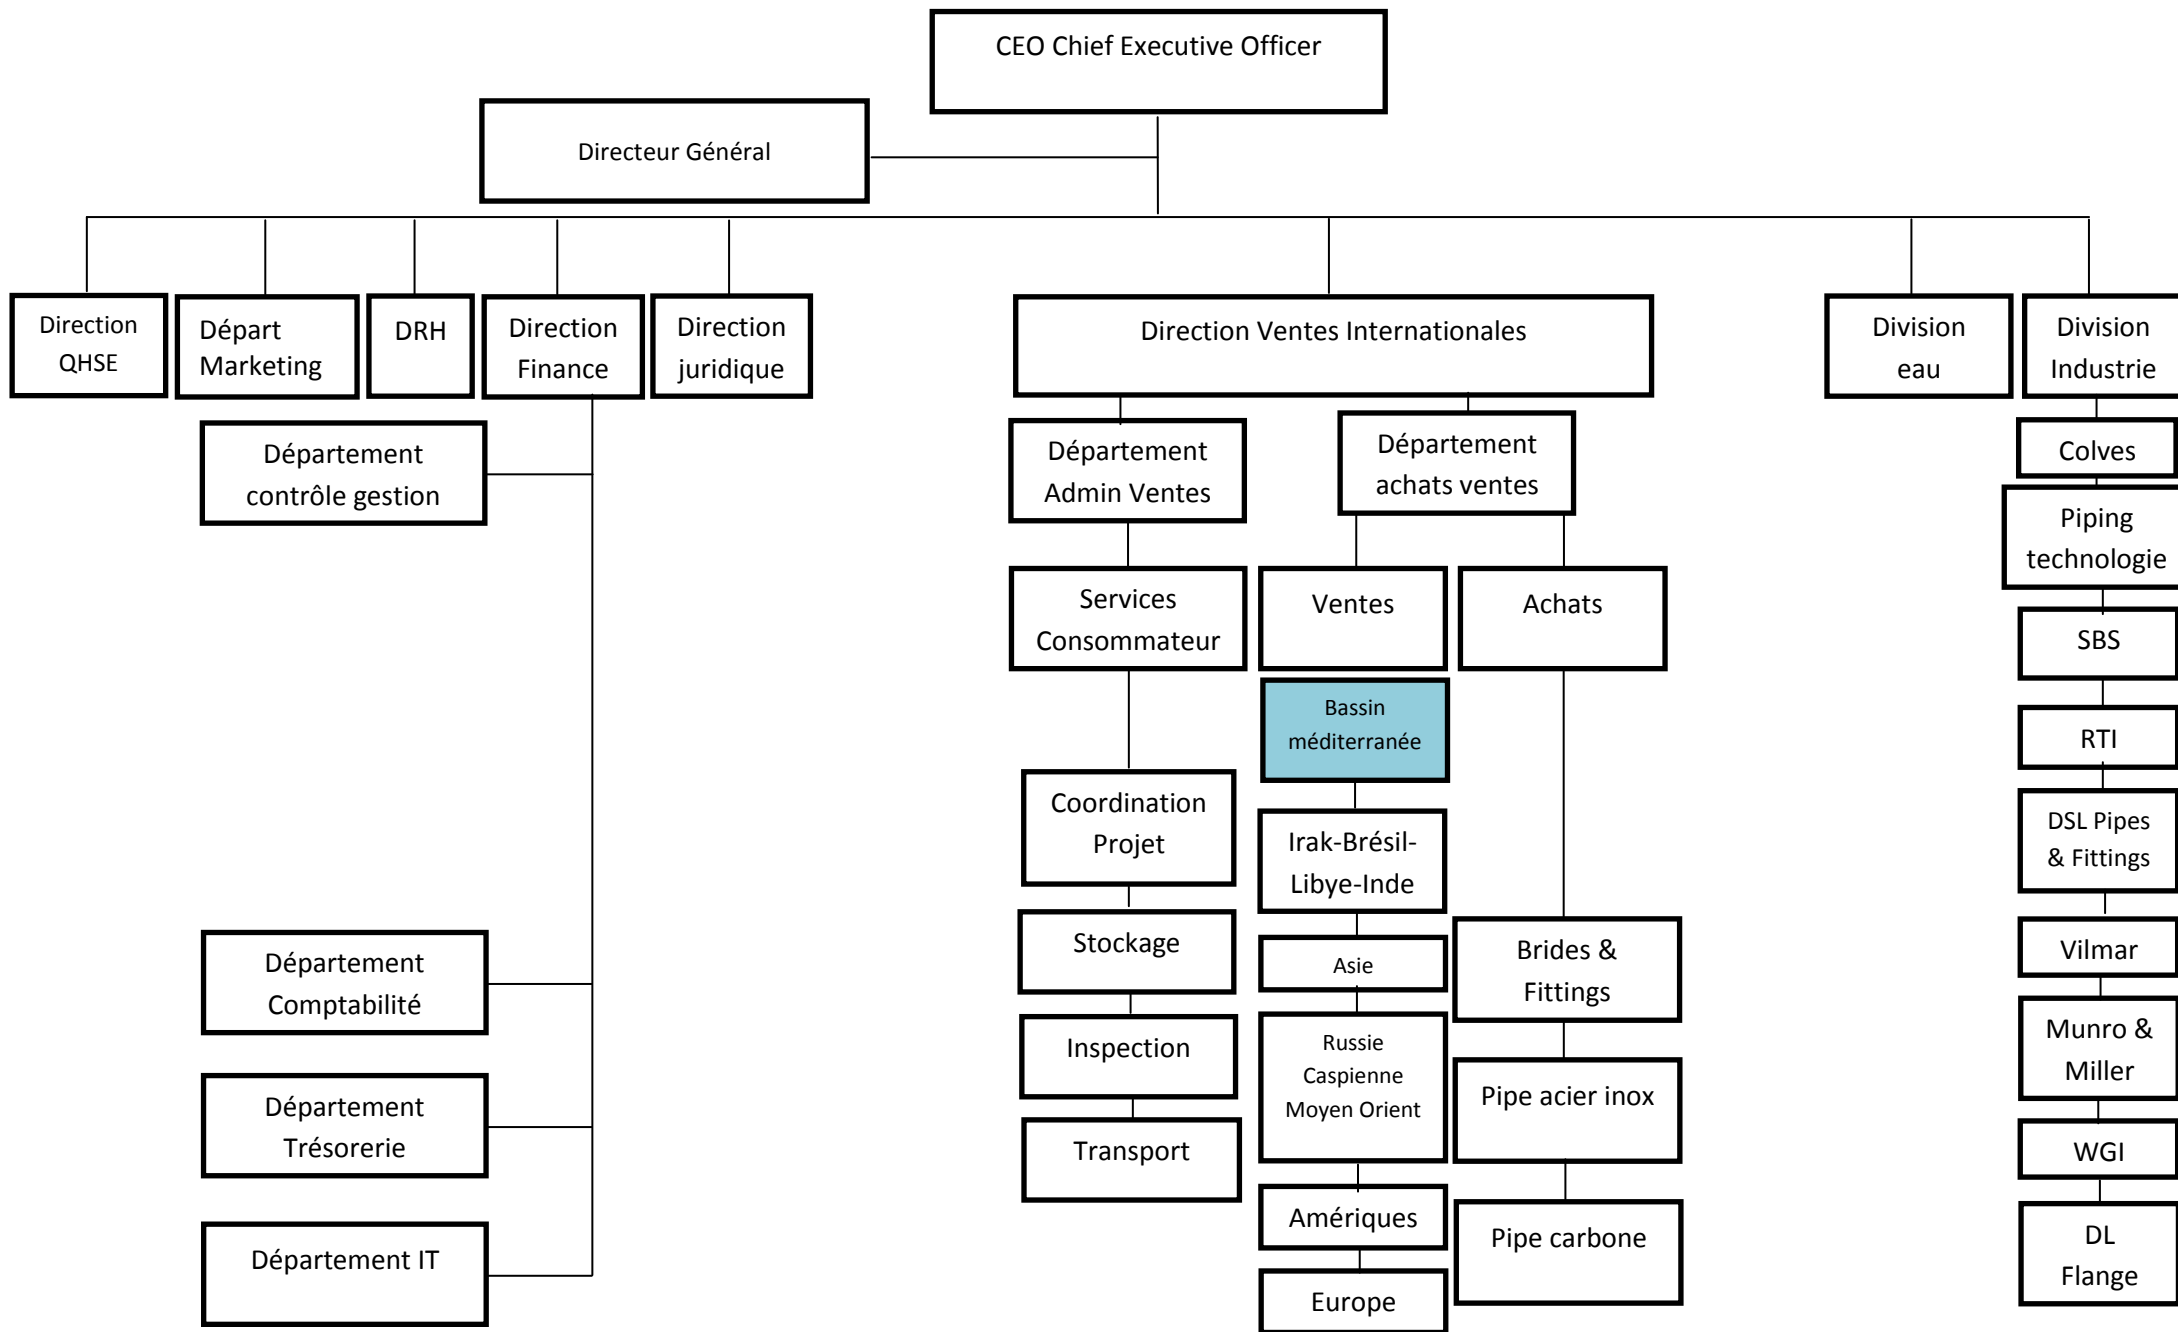 CEO Chief Executive Officer
Directeur Général
Direction
QHSE
Départ
Marketing
DRH
Direction
Finance
Direction
juridique
Direction Ventes Internationales
Division
eau
Division
Industrie
Département
contrôle gestion
Département
Comptabilité
Département
Trésorerie
Département IT
Département
Admin Ventes
Services
Consommateur
Coordination
Projet
Stockage
Inspection
Transport
Département
achats ventes
Ventes
Bassin
méditerranée
Irak-Brésil-
Libye-Inde
Asie
Russie
Caspienne
Moyen Orient
Amériques
Europe
Achats
Brides &
Fittings
Pipe acier inox
Pipe carbone
Colves
Piping
technologie
SBS
RTI
DSL Pipes
& Fittings
Vilmar
Munro &
Miller
WGI
DL
Flange